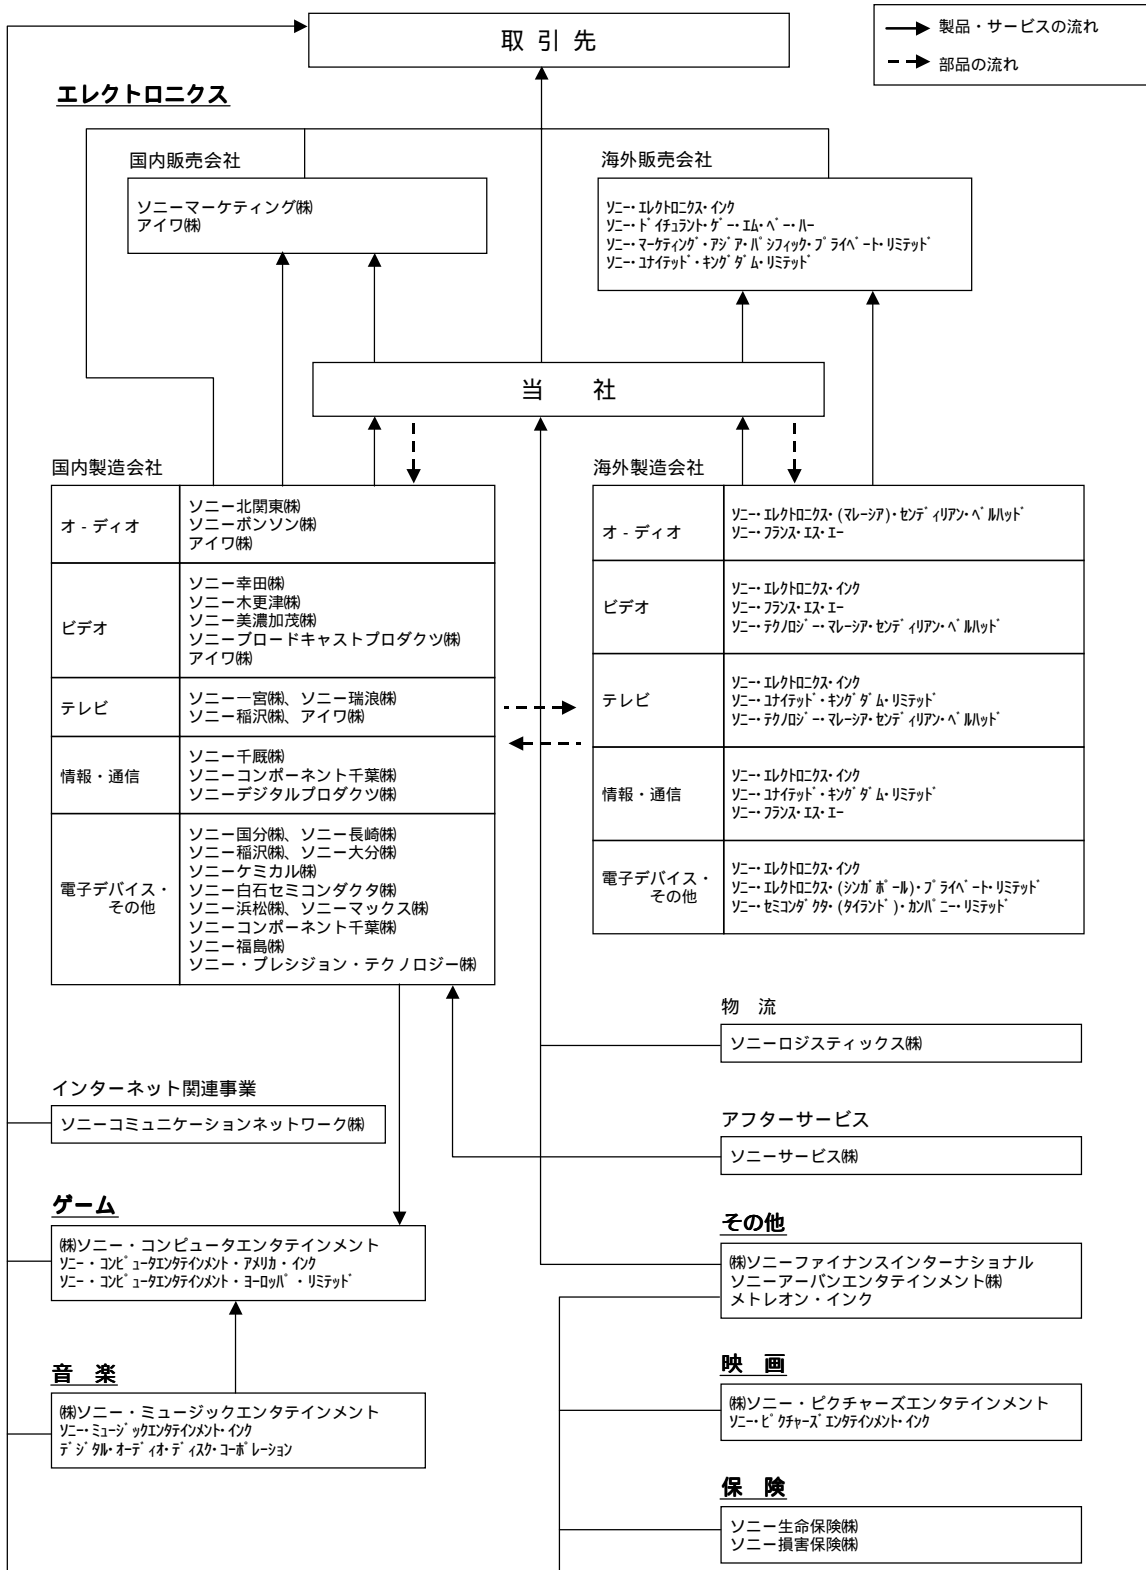 取 引 先
製品・サービスの流れ
部品の流れ
エレクトロニクス
国内販売会社
ソニーマーケティング㈱
アイワ㈱
海外販売会社
ｿﾆｰ・ｴﾚｸﾄﾛﾆｸｽ・ｲﾝｸ
ｿﾆｰ・ﾄﾞｲﾁｭﾗﾝﾄ・ｹﾞｰ・ｴﾑ・ﾍﾞｰ・ﾊｰ
ｿﾆｰ・ﾏｰｹﾃｨﾝｸﾞ・ｱｼﾞｱ・ﾊﾟｼﾌｨｯｸ・ﾌﾟﾗｲﾍﾞｰﾄ・ﾘﾐﾃｯﾄﾞ
ｿﾆｰ・ﾕﾅｲﾃｯﾄﾞ・ｷﾝｸﾞﾀﾞﾑ・ﾘﾐﾃｯﾄﾞ
当　社
国内製造会社
オ-ディオ
ソニー北関東㈱
ソニーボンソン㈱
アイワ㈱
ビデオ
ソニー幸田㈱
ソニー木更津㈱
ソニー美濃加茂㈱
ソニーブロードキャストプロダクツ㈱
アイワ㈱
テレビ
ソニー一宮㈱、ソニー瑞浪㈱
ソニー稲沢㈱、アイワ㈱
情報・通信
ソニー千厩㈱
ソニーコンポーネント千葉㈱
ソニーデジタルプロダクツ㈱
電子デバイス・
その他
ソニー国分㈱、ソニー長崎㈱
ソニー稲沢㈱、ソニー大分㈱
ソニーケミカル㈱
ソニー白石セミコンダクタ㈱
ソニー浜松㈱、ソニーマックス㈱
ソニーコンポーネント千葉㈱
ソニー福島㈱
ソニー・プレシジョン・テクノロジー㈱
海外製造会社
オ-ディオ
ｿﾆｰ・ｴﾚｸﾄﾛﾆｸｽ・(ﾏﾚｰｼｱ)・ｾﾝﾃﾞｨﾘｱﾝ・ﾍﾞﾙﾊｯﾄﾞ
ｿﾆｰ・ﾌﾗﾝｽ・ｴｽ・ｴｰ
ビデオ
ｿﾆｰ・ｴﾚｸﾄﾛﾆｸｽ・ｲﾝｸ
ｿﾆｰ・ﾌﾗﾝｽ・ｴｽ・ｴｰ
ｿﾆｰ・ﾃｸﾉﾛｼﾞｰ・ﾏﾚｰｼｱ・ｾﾝﾃﾞｨﾘｱﾝ・ﾍﾞﾙﾊｯﾄﾞ
テレビ
ｿﾆｰ・ｴﾚｸﾄﾛﾆｸｽ・ｲﾝｸ
ｿﾆｰ・ﾕﾅｲﾃｯﾄﾞ・ｷﾝｸﾞﾀﾞﾑ・ﾘﾐﾃｯﾄﾞ
ｿﾆｰ・ﾃｸﾉﾛｼﾞｰ・ﾏﾚｰｼｱ・ｾﾝﾃﾞｨﾘｱﾝ・ﾍﾞﾙﾊｯﾄﾞ
情報・通信
ｿﾆｰ・ｴﾚｸﾄﾛﾆｸｽ・ｲﾝｸ
ｿﾆｰ・ﾕﾅｲﾃｯﾄﾞ・ｷﾝｸﾞﾀﾞﾑ・ﾘﾐﾃｯﾄﾞ
ｿﾆｰ・ﾌﾗﾝｽ・ｴｽ・ｴｰ
電子デバイス・
その他
ｿﾆｰ・ｴﾚｸﾄﾛﾆｸｽ・ｲﾝｸ
ｿﾆｰ・ｴﾚｸﾄﾛﾆｸｽ・(ｼﾝｶﾞﾎﾟｰﾙ)・ﾌﾟﾗｲﾍﾞｰﾄ・ﾘﾐﾃｯﾄﾞ
ｿﾆｰ・ｾﾐｺﾝﾀﾞｸﾀ・(ﾀｲﾗﾝﾄﾞ)・ｶﾝﾊﾟﾆｰ・ﾘﾐﾃｯﾄﾞ
物　流
ソニーロジスティックス㈱
インターネット関連事業
ソニーコミュニケーションネットワーク㈱
アフターサービス
ソニーサービス㈱
ゲーム
㈱ソニー・コンピュータエンタテインメント
ｿﾆｰ・ｺﾝﾋﾟｭｰﾀｴﾝﾀﾃｲﾝﾒﾝﾄ・ｱﾒﾘｶ・ｲﾝｸ
ｿﾆｰ・ｺﾝﾋﾟｭｰﾀｴﾝﾀﾃｲﾝﾒﾝﾄ・ﾖｰﾛｯﾊﾟ・ﾘﾐﾃｯﾄﾞ
その他
㈱ソニーファイナンスインターナショナル
ソニーアーバンエンタテインメント㈱
メトレオン・インク
音　楽
㈱ソニー・ミュージックエンタテインメント
ｿﾆｰ・ﾐｭｰｼﾞｯｸｴﾝﾀﾃｲﾝﾒﾝﾄ・ｲﾝｸ
ﾃﾞｼﾞﾀﾙ・ｵｰﾃﾞｨｵ・ﾃﾞｨｽｸ・ｺｰﾎﾟﾚｰｼｮﾝ
映　画
㈱ソニー・ピクチャーズエンタテインメント
ｿﾆｰ・ﾋﾟｸﾁｬｰｽﾞｴﾝﾀﾃｲﾝﾒﾝﾄ・ｲﾝｸ
保　険
ソニー生命保険㈱
ソニー損害保険㈱